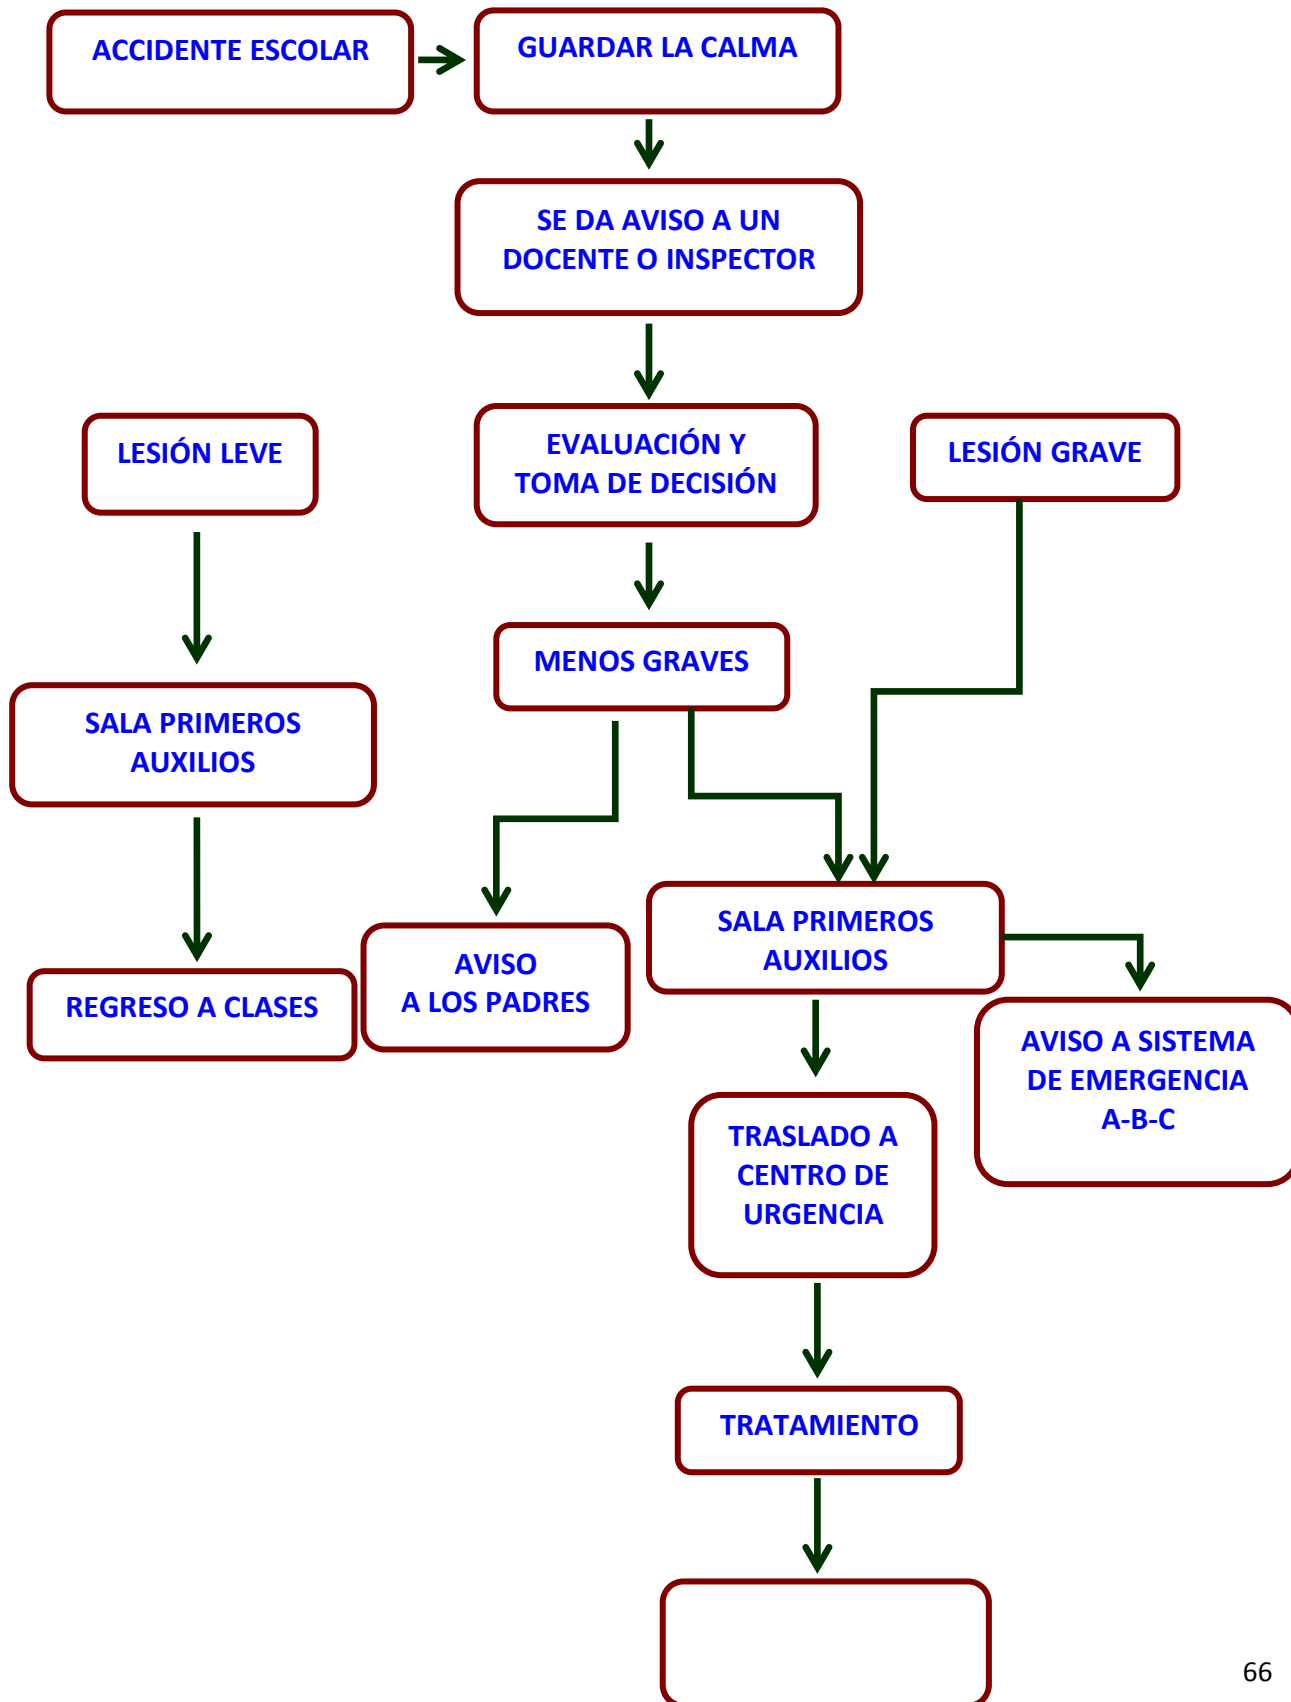 ACCIDENTE ESCOLAR
GUARDAR LA CALMA
SE DA AVISO A UN
DOCENTE O INSPECTOR
LESIÓN LEVE
EVALUACIÓN Y
TOMA DE DECISIÓN
LESIÓN GRAVE
MENOS GRAVES
SALA PRIMEROS
AUXILIOS
SALA PRIMEROS
AUXILIOS
AVISO
A LOS PADRES
REGRESO A CLASES
AVISO A SISTEMA
DE EMERGENCIA
A-B-C
TRASLADO A
CENTRO DE
URGENCIA
TRATAMIENTO
66